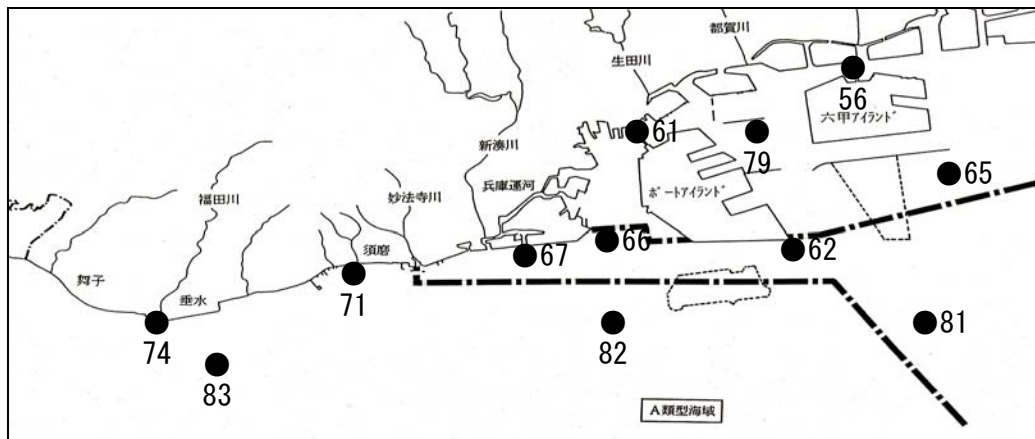 都賀川
生田川
56
六甲アイランド
61
79
新湊川
兵庫運河
65
福田川
妙法寺川
ポートアイランド
須磨
66
62
67
舞子
71
垂水
74
82
81
83
A類型海域